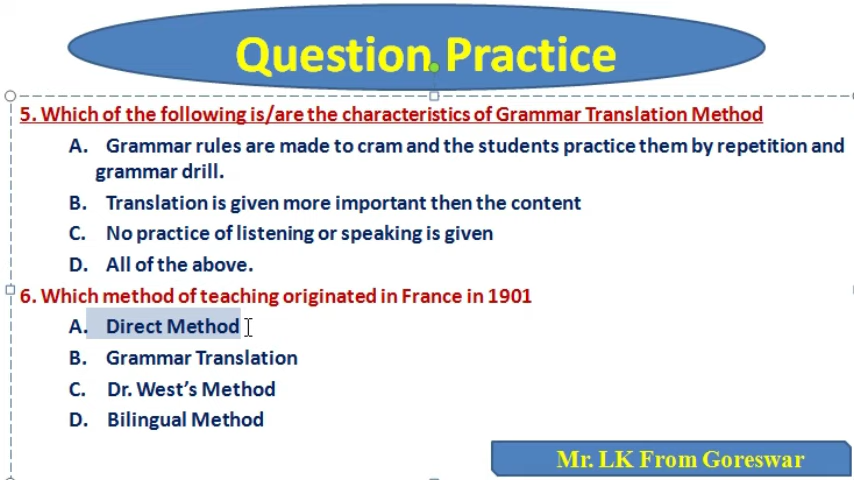 Question Practice
5. Which of the following is/are the characteristics of Grammar Translation Method
A. Grammar rules are made to cram and the students practice them by repetition and
grammar drill.
B. Translation is given more important then the content
C. No practice of listening or speaking is given
D. All of the above.
6. Which method of teaching originated in France in 1901
A. Direct Method
B. Grammar Translation
C. Dr. West's Method
D. Bilingual Method
Mr. LK From Goreswar